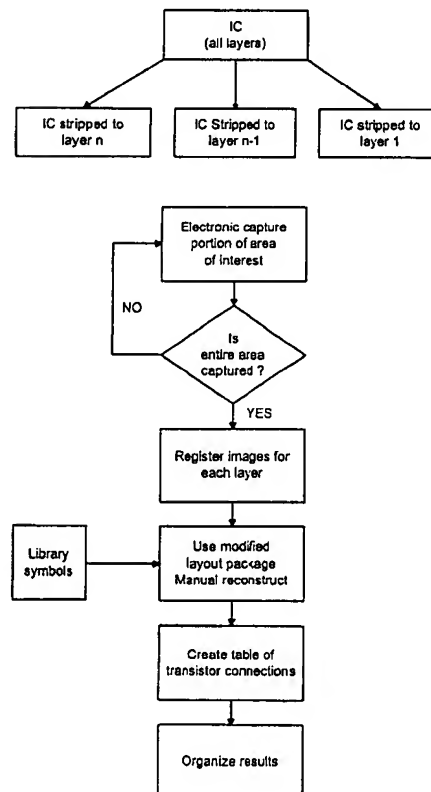 IC
(all layers)
IC stripped to
layer n
IC Stripped to
layer n-1
IC stripped to
layer 1
Electronic capture
portion of area
of interest
NO
Is
entire area
captured ?
YES
Register images for
each layer
Library
symbols
Use modified
layout package
Manual reconstruct
Create table of
transistor connections
Organize results